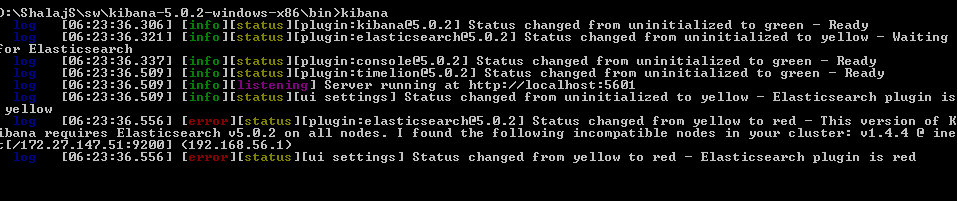 D:\ShalajS\sw\kibana-5.0.2-windows-x86\bin>kibana
log [06:23:36.306] [info][status][plugin:kibana@5.0.2] Status changed from uninitialized to green - Ready
log [06:23:36.321] [info][status][plugin:elasticsearch@5.0.2] Status changed from uninitialized to yellow - Waiting
for Elasticsearch
log [06:23:36.337] [info][status][plugin:console@5.0.2] Status changed from uninitialized to green - Ready
log [06:23:36.509] [info][status][plugin:timelion@5.0.2] Status changed from uninitialized to green - Ready
log [06:23:36.509] [info][listening] Server running at http://localhost:5601
log [06:23:36.509] [info][status][ui settings] Status changed from uninitialized to yellow - Elasticsearch plugin is
yellow
log [06:23:36.556] [error][status][plugin:elasticsearch@5.0.2] Status changed from yellow to red - This version of K
ibana requires Elasticsearch v5.0.2 on all nodes. I found the following incompatible nodes in your cluster: v1.4.4 @ ine
t[/172.27.147.51:9200] (192.168.56.1)
log [06:23:36.556] [error][status][ui settings] Status changed from yellow to red - Elasticsearch plugin is red